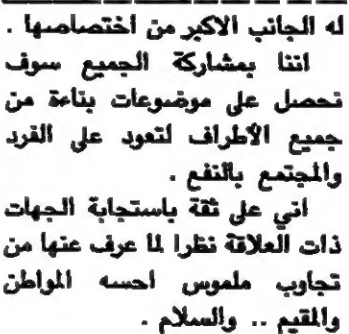 له الجانب الاكبر من اختصاصها .
اننا بمشاركة الجميع سوف
نحصل على موضوعات بناءة من
جميع الأطراف لتعود على الفرد
والمجتمع بالنفع .
اني على ثقة باستجابة الجهات
ذات العلاقة نظرا لما عرف عنها من
تجاوب ملموس احسه المواطن
والمقيم .. والسلام .